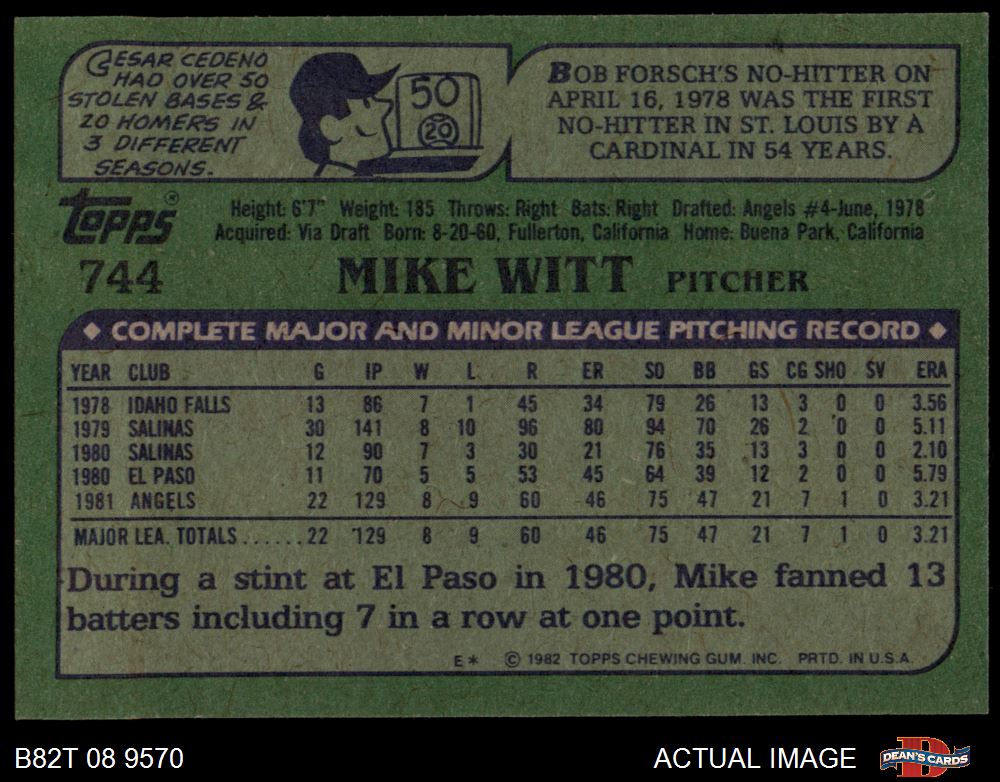 CESAR CEDENO
HAD OVER 50
STOLEN BASES &
20 HOMERS IN
3 DIFFERENT
SEASONS.
50
20
BOB FORSCH'S NO-HITTER ON
APRIL 16, 1978 WAS THE FIRST
NO-HITTER IN ST. LOUIS BY A
CARDINAL IN 54 YEARS.
TOPPS®
Height: 6'7" Weight: 185 Throws: Right Bats: Right Drafted: Angels #4-June, 1978
Acquired: Via Draft Born: 8-20-60, Fullerton, California Home: Buena Park, California
744 MIKE WITT PITCHER
◆ COMPLETE MAJOR AND MINOR LEAGUE PITCHING RECORD ◆
YEAR CLUB G IP W L R ER SO BB GS CG SHO SV ERA
1978 IDAHO FALLS 13 86 7 1 45 34 79 26 13 3 0 0 3.56
1979 SALINAS 30 141 8 10 96 80 94 70 26 2 0 0 5.11
1980 SALINAS 12 90 7 3 30 21 76 35 13 3 0 0 2.10
1980 EL PASO 11 70 5 5 53 45 64 39 12 2 0 0 5.79
1981 ANGELS 22 129 8 9 60 46 75 47 21 7 1 0 3.21
MAJOR LEA. TOTALS......22 129 8 9 60 46 75 47 21 7 1 0 3.21
During a stint at El Paso in 1980, Mike fanned 13
batters including 7 in a row at one point.
E* © 1982 TOPPS CHEWING GUM. INC. PRTD. IN U.S.A.
B82T 08 9570 ACTUAL IMAGE DEAN'S CARDS